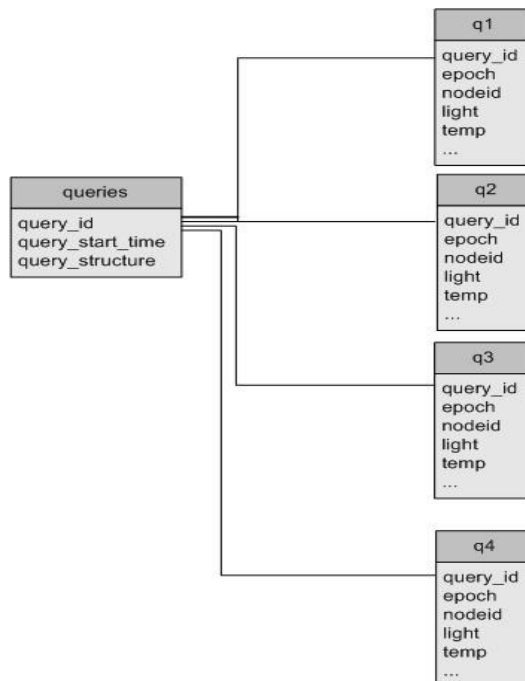 q1
query_id
epoch
nodeid
light
temp
...
queries
query_id
query_start_time
query_structure
q2
query_id
epoch
nodeid
light
temp
...
q3
query_id
epoch
nodeid
light
temp
...
q4
query_id
epoch
nodeid
light
temp
...